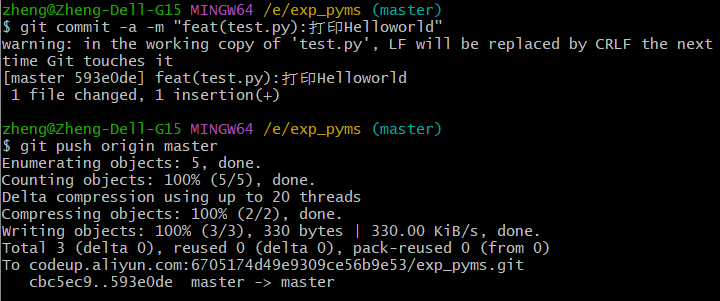 zheng@Zheng-Dell-G15 MINGW64 /e/exp_pyms (master)
$ git commit -a -m "feat(test.py):打印Helloworld"
warning: in the working copy of 'test.py', LF will be replaced by CRLF the next
time Git touches it
[master 593e0de] feat(test.py):打印Helloworld
 1 file changed, 1 insertion(+)

zheng@Zheng-Dell-G15 MINGW64 /e/exp_pyms (master)
$ git push origin master
Enumerating objects: 5, done.
Counting objects: 100% (5/5), done.
Delta compression using up to 20 threads
Compressing objects: 100% (2/2), done.
Writing objects: 100% (3/3), 330 bytes | 330.00 KiB/s, done.
Total 3 (delta 0), reused 0 (delta 0), pack-reused 0 (from 0)
To codeup.aliyun.com:6705174d49e9309ce56b9e53/exp_pyms.git
   cbc5ec9..593e0de  master -> master